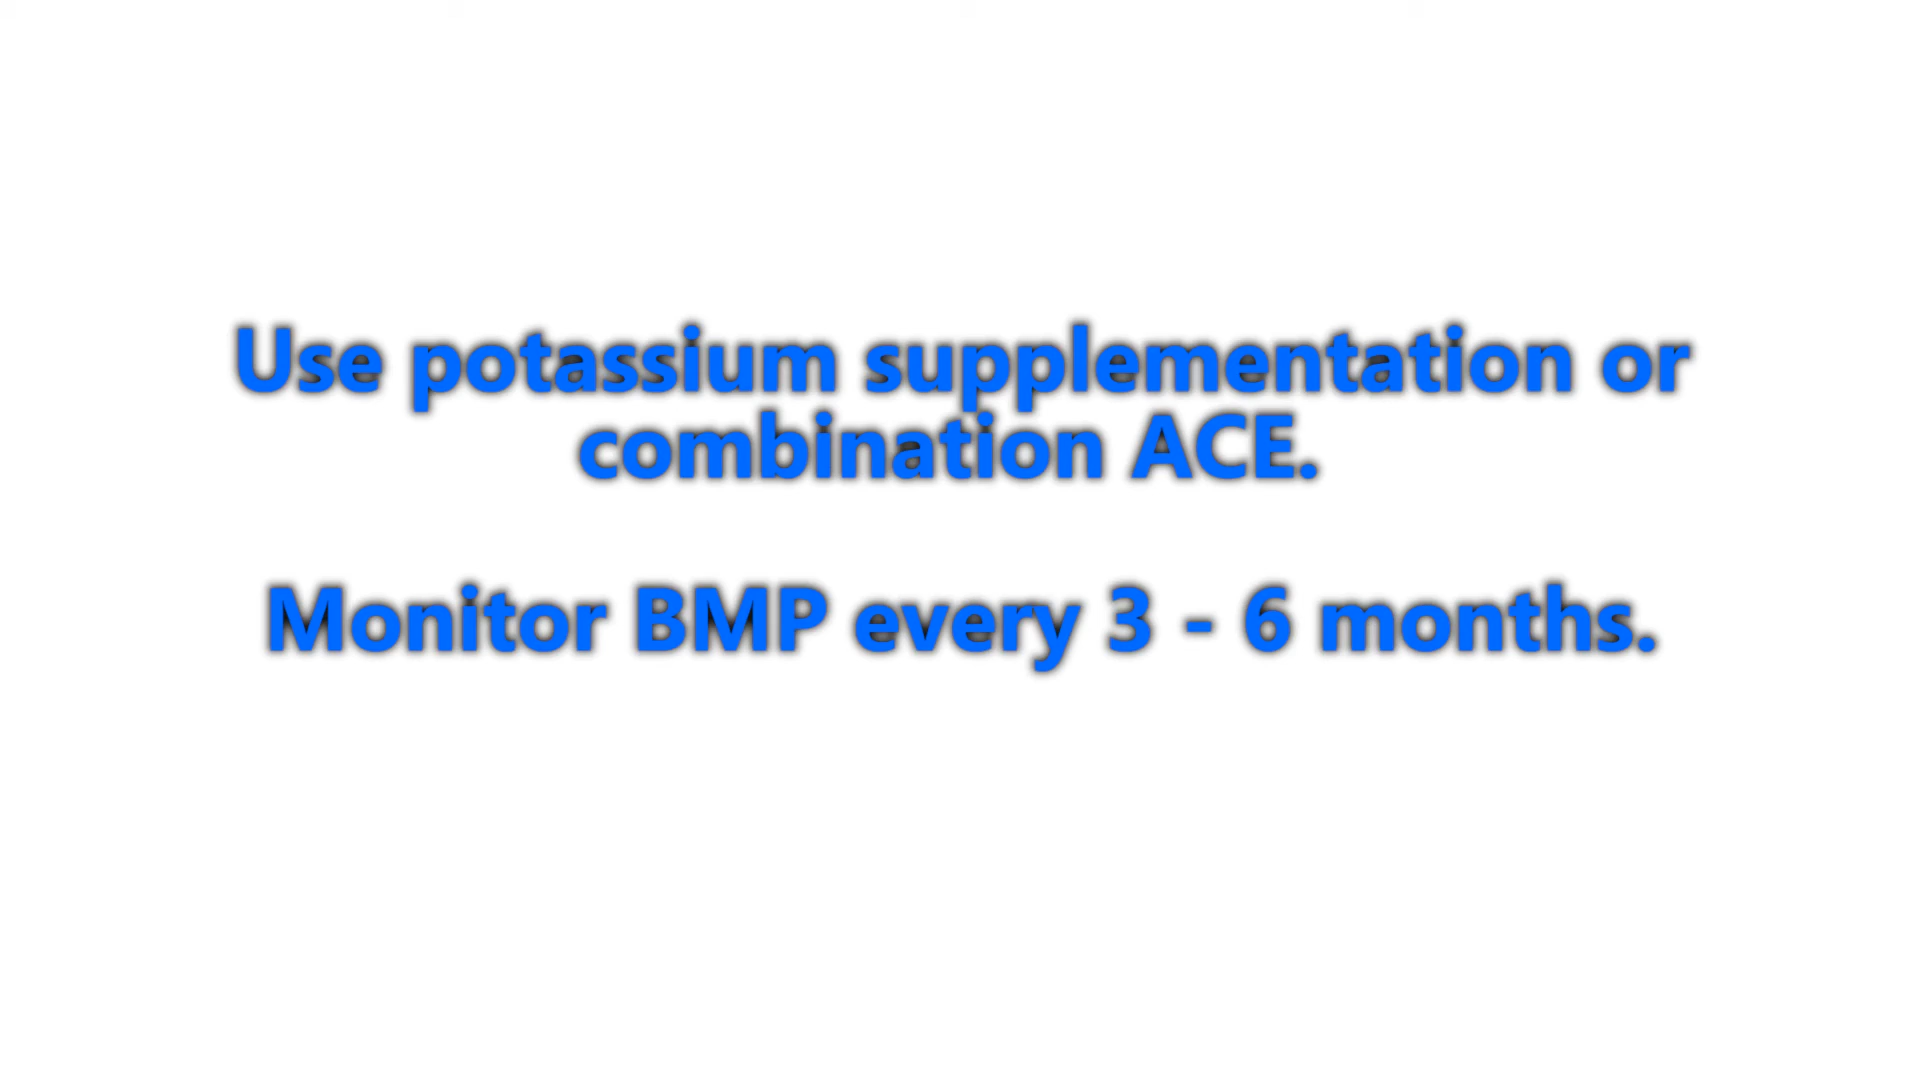 Use potassium supplementation or
combination ACE.
Monitor BMP every 3 - 6 months.